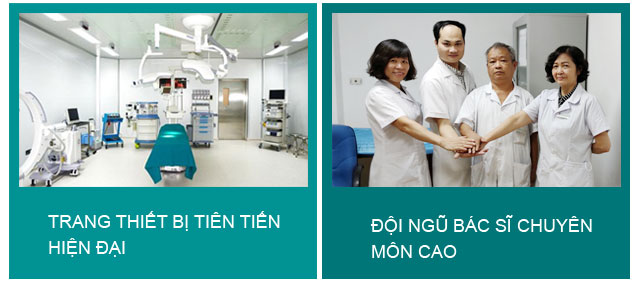 TRANG THIẾT BỊ TIÊN TIẾN
HIỆN ĐẠI
ĐỘI NGŨ BÁC SĨ CHUYÊN
MÔN CAO